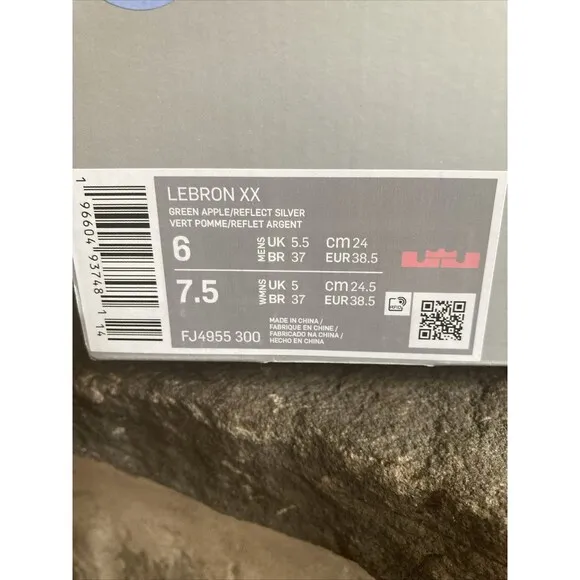 LEBRON XX
GREEN APPLE/REFLECT SILVER
VERT POMME/REFLET ARGENT
6 MENS UK 5.5 cm 24
BR 37 EUR 38.5
7.5 WMNS UK 5 cm 24.5
BR 37 EUR 38.5
FJ4955 300
MADE IN CHINA /
FABRIQUÉ EN CHINE /
FABRICADO NA CHINA /
HECHO EN CHINA
1 96604 93748 1 14